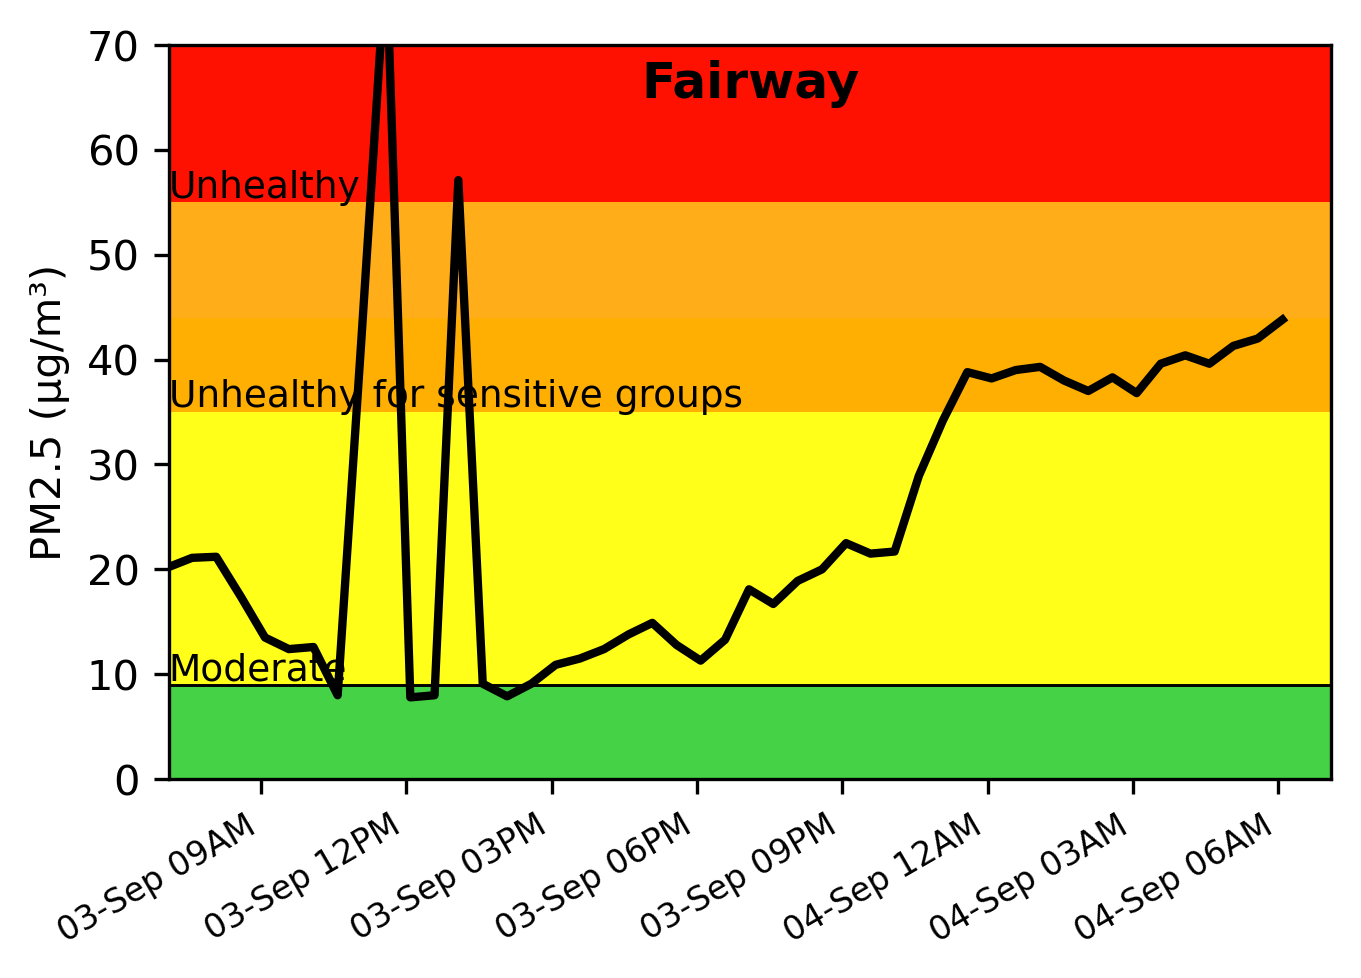 Fairway
PM2.5 (µg/m³)
70
60
50
40
30
20
10
0
Unhealthy
Unhealthy for sensitive groups
Moderate
03-Sep 09AM
03-Sep 12PM
03-Sep 03PM
03-Sep 06PM
03-Sep 09PM
04-Sep 12AM
04-Sep 03AM
04-Sep 06AM